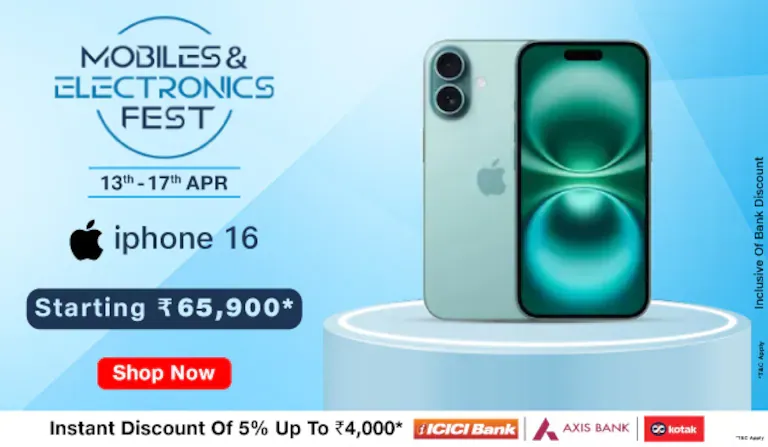 MOBILES &
ELECTRONICS
FEST
13th - 17th APR
iphone 16
Starting ₹65,900*
Shop Now
Inclusive Of Bank Discount
*T&C Apply
Instant Discount Of 5% Up To ₹4,000* ICICI Bank AXIS BANK kotak
*T&C Apply